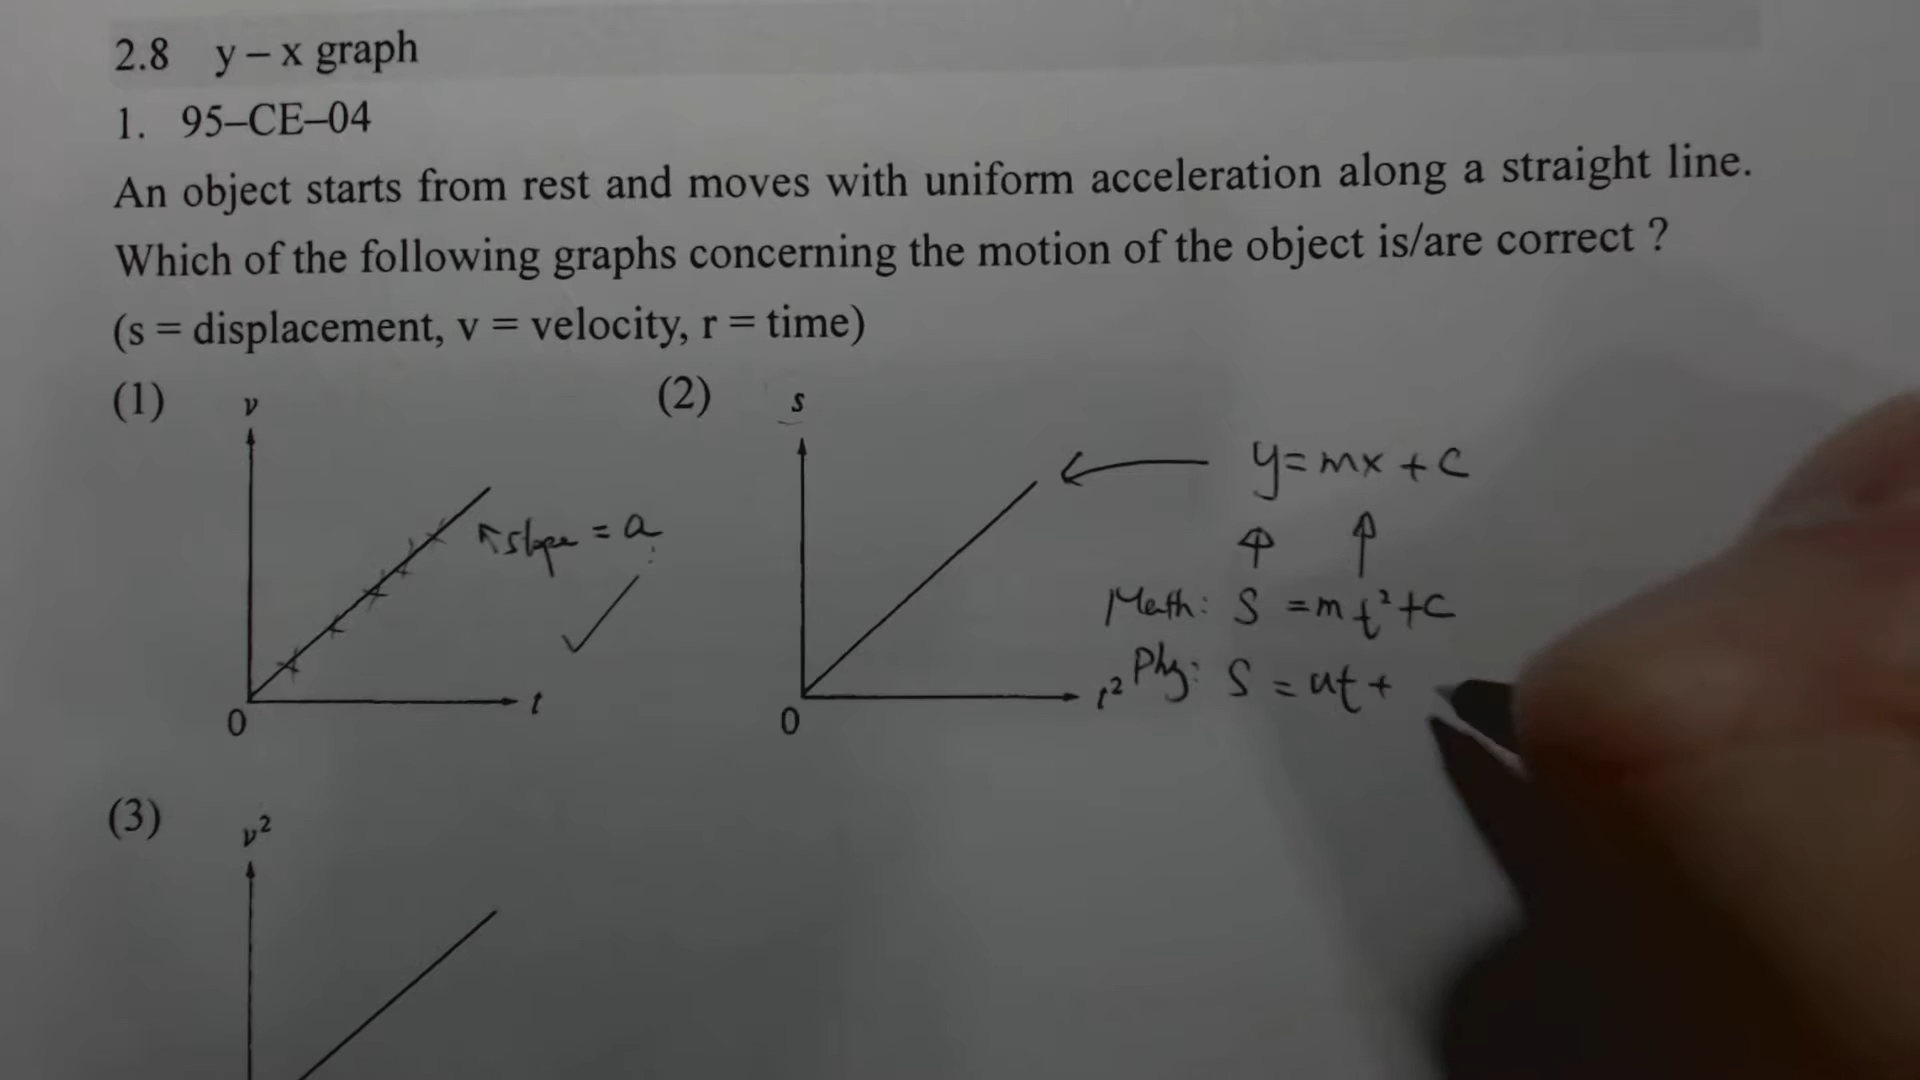 2.8 y – x graph
1. 95–CE–04
An object starts from rest and moves with uniform acceleration along a straight line.
Which of the following graphs concerning the motion of the object is/are correct ?
(s = displacement, v = velocity, r = time)
(1) v
slope = a
0 t
(2) s
y = mx + c
Math: S = mt² + c
Phy: S = ut +
0 t²
(3) v²